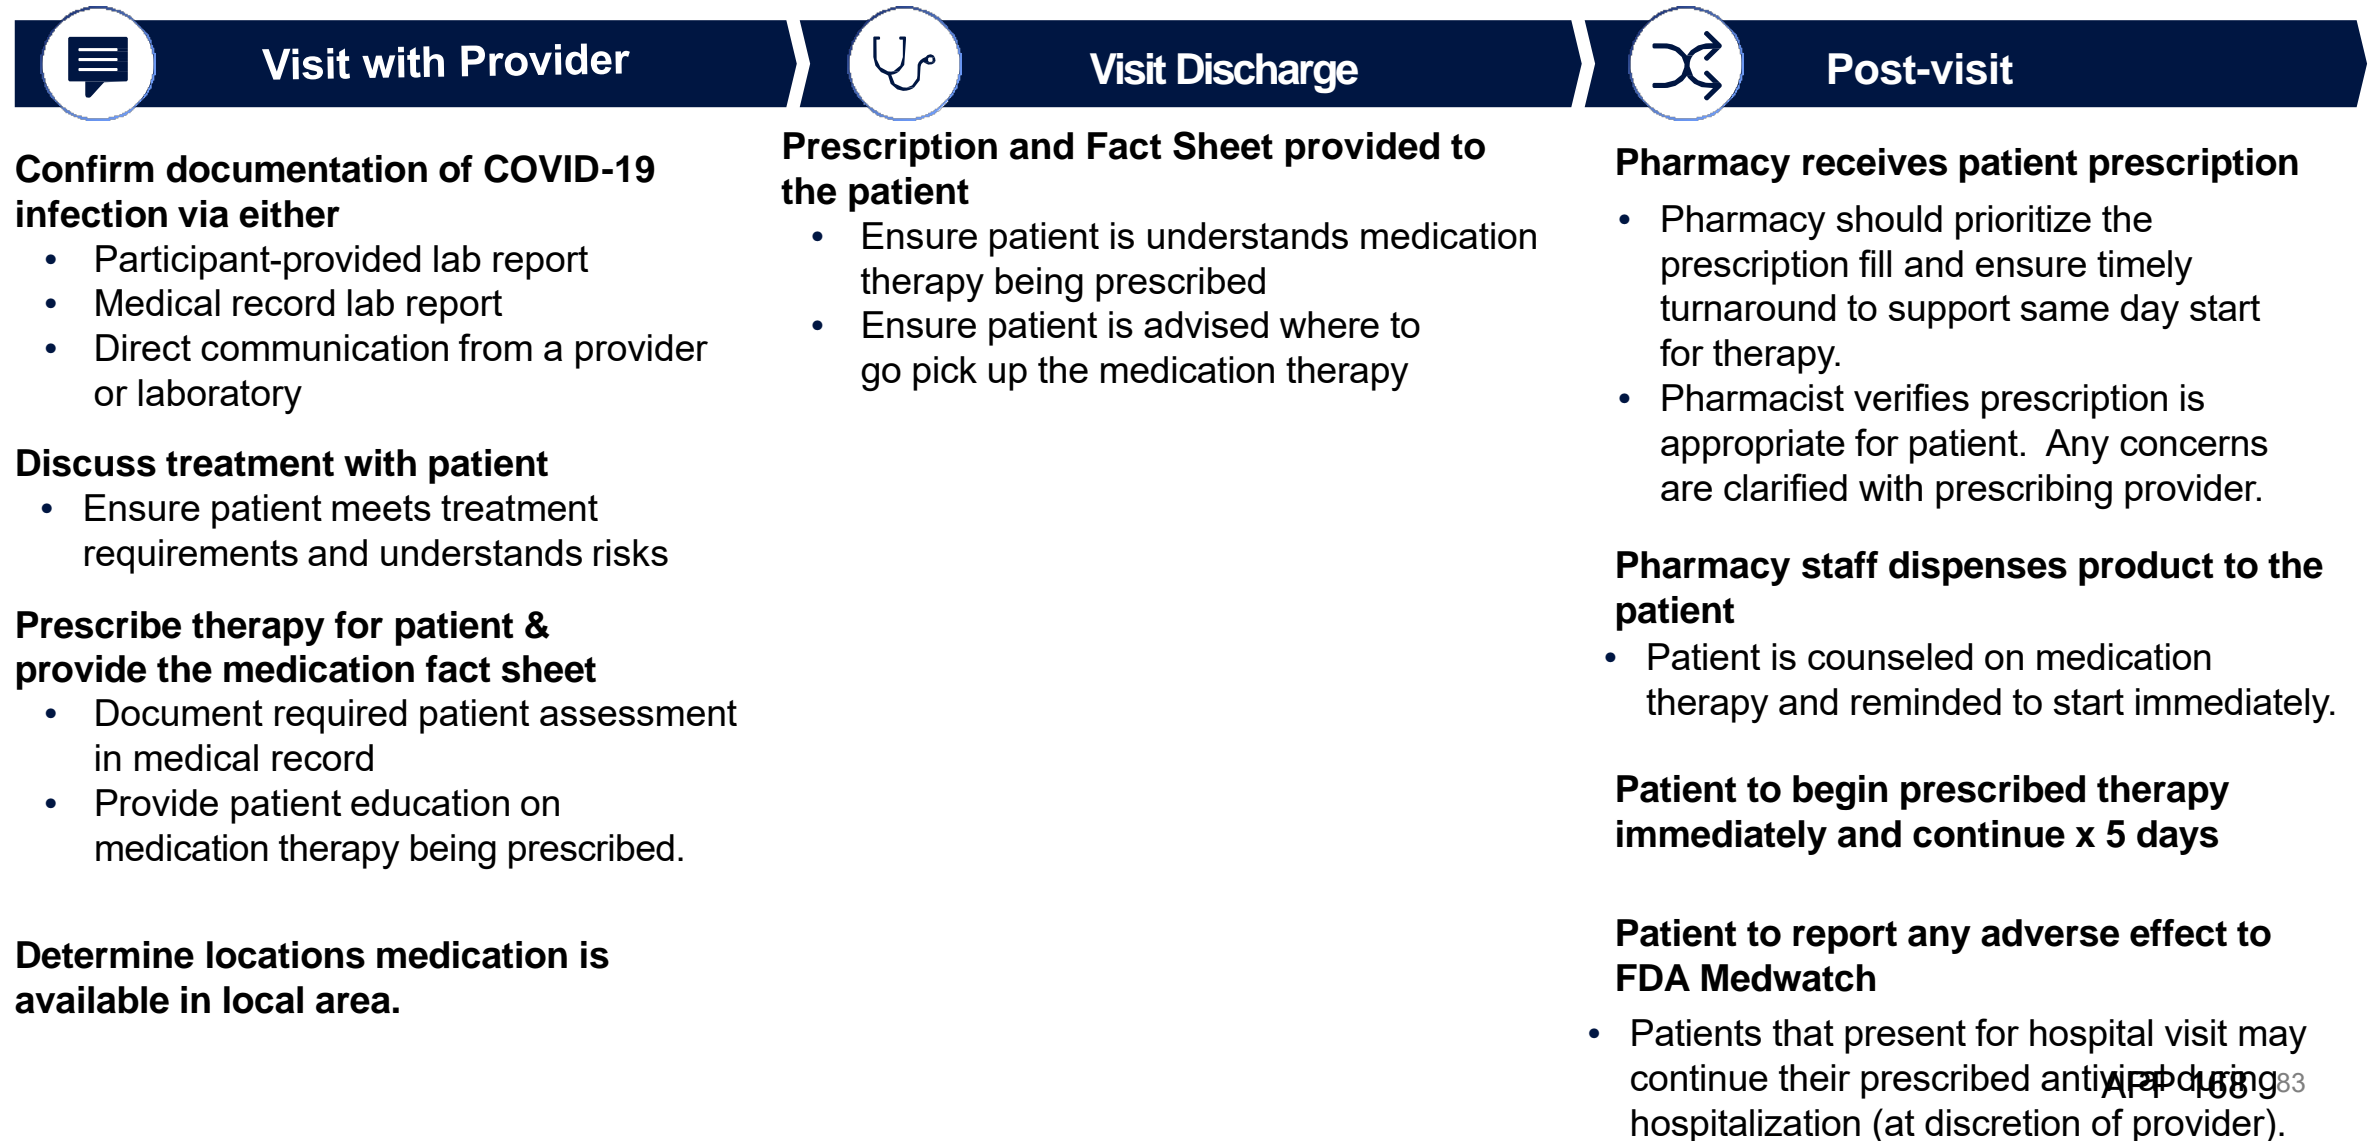 Visit with Provider
Visit Discharge
Post-visit
Confirm documentation of COVID-19
infection via either
• Participant-provided lab report
• Medical record lab report
• Direct communication from a provider
or laboratory
Discuss treatment with patient
• Ensure patient meets treatment
requirements and understands risks
Prescribe therapy for patient &
provide the medication fact sheet
• Document required patient assessment
in medical record
• Provide patient education on
medication therapy being prescribed.
Determine locations medication is
available in local area.
Prescription and Fact Sheet provided to
the patient
• Ensure patient is understands medication
therapy being prescribed
• Ensure patient is advised where to
go pick up the medication therapy
Pharmacy receives patient prescription
• Pharmacy should prioritize the
prescription fill and ensure timely
turnaround to support same day start
for therapy.
• Pharmacist verifies prescription is
appropriate for patient.  Any concerns
are clarified with prescribing provider.
Pharmacy staff dispenses product to the
patient
• Patient is counseled on medication
therapy and reminded to start immediately.
Patient to begin prescribed therapy
immediately and continue x 5 days
Patient to report any adverse effect to
FDA Medwatch
• Patients that present for hospital visit may
continue their prescribed antiviral during
hospitalization (at discretion of provider).
APP 168
83